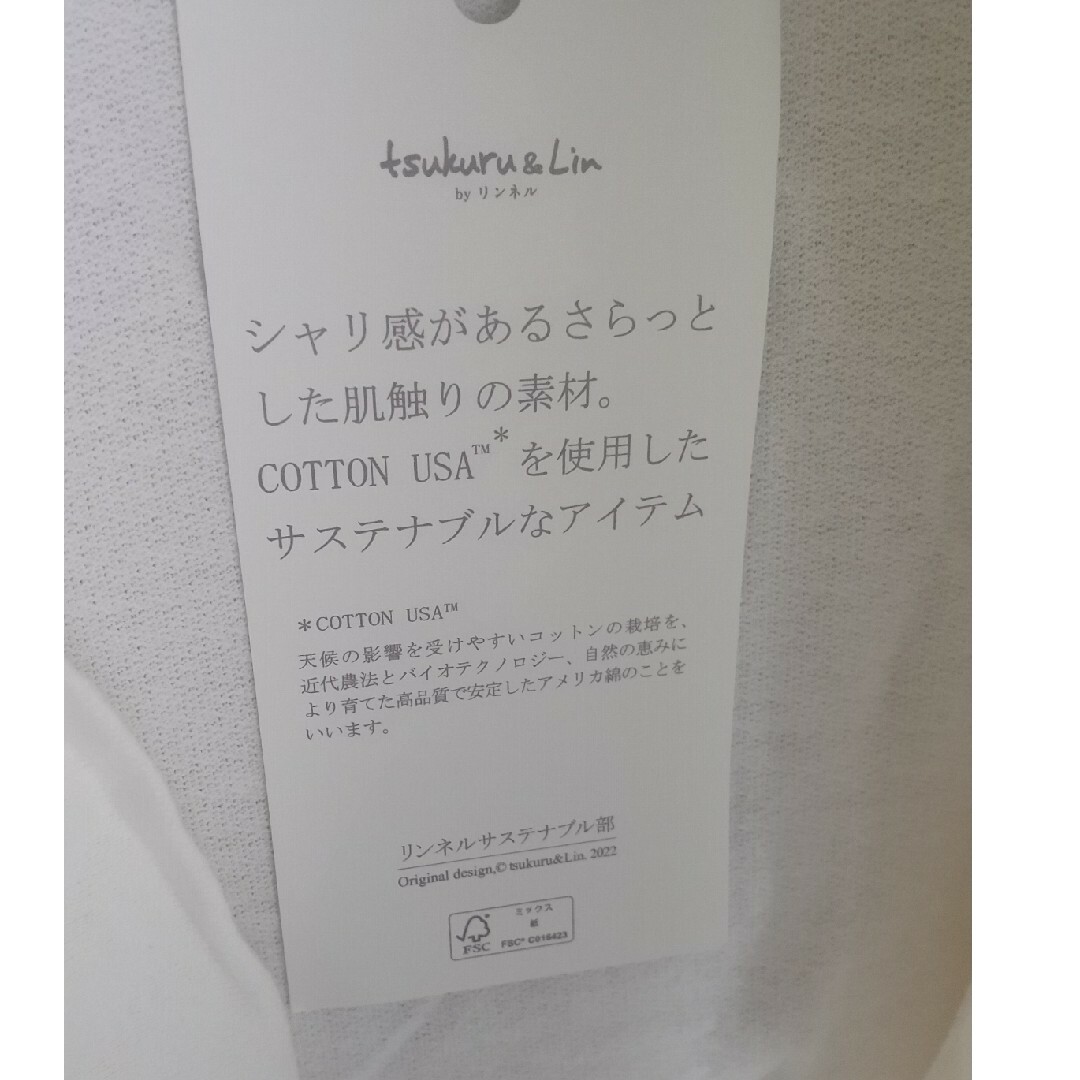 tsukuru&Lin
by リンネル
シャリ感があるさらっと
した肌触りの素材。
COTTON USA™*を使用した
サステナブルなアイテム
*COTTON USA™
天候の影響を受けやすいコットンの栽培を、
近代農法とバイオテクノロジー、自然の恵みに
より育てた高品質で安定したアメリカ綿のことを
いいます。
リンネルサステナブル部
Original design,© tsukuru&Lin. 2022
ミックス
紙
FSC
FSC® C016423